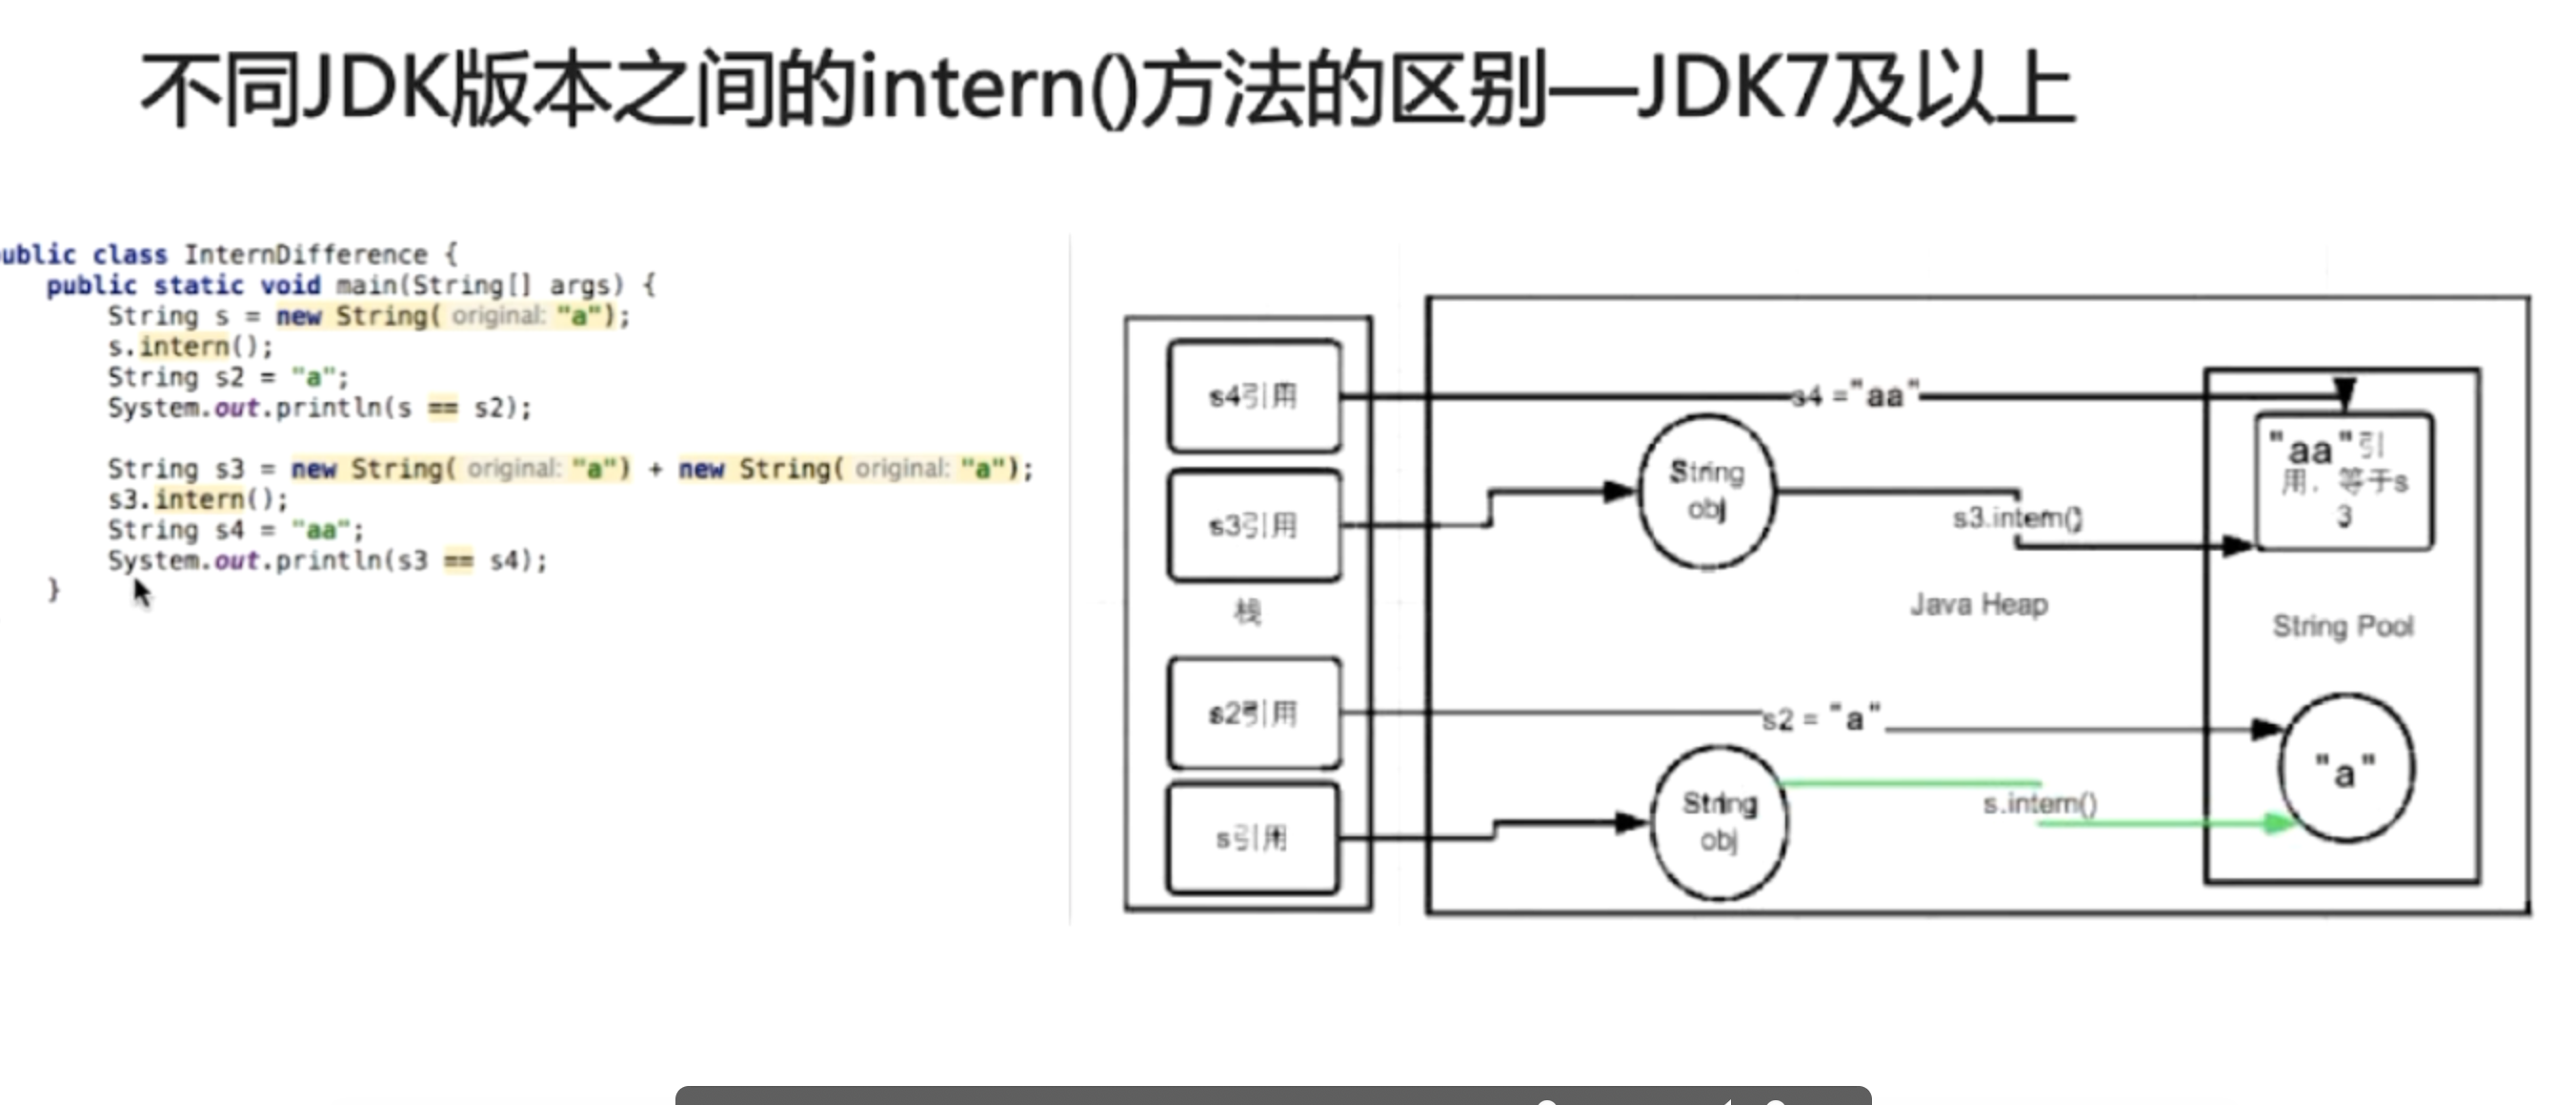 不同JDK版本之间的intern()方法的区别—JDK7及以上
ublic class InternDifference {
public static void main(String[] args) {
String s = new String( original: "a");
s.intern();
String s2 = "a";
System.out.println(s == s2);
String s3 = new String( original: "a") + new String( original: "a");
s3.intern();
String s4 = "aa";
System.out.println(s3 == s4);
}
s4引用
s4 ="aa"
"aa"引
用，等于s
3
String
obj
s3引用
s3.intern()
栈
Java Heap
String Pool
s2引用
s2 = "a"
"a"
String
obj
s.intern()
s引用